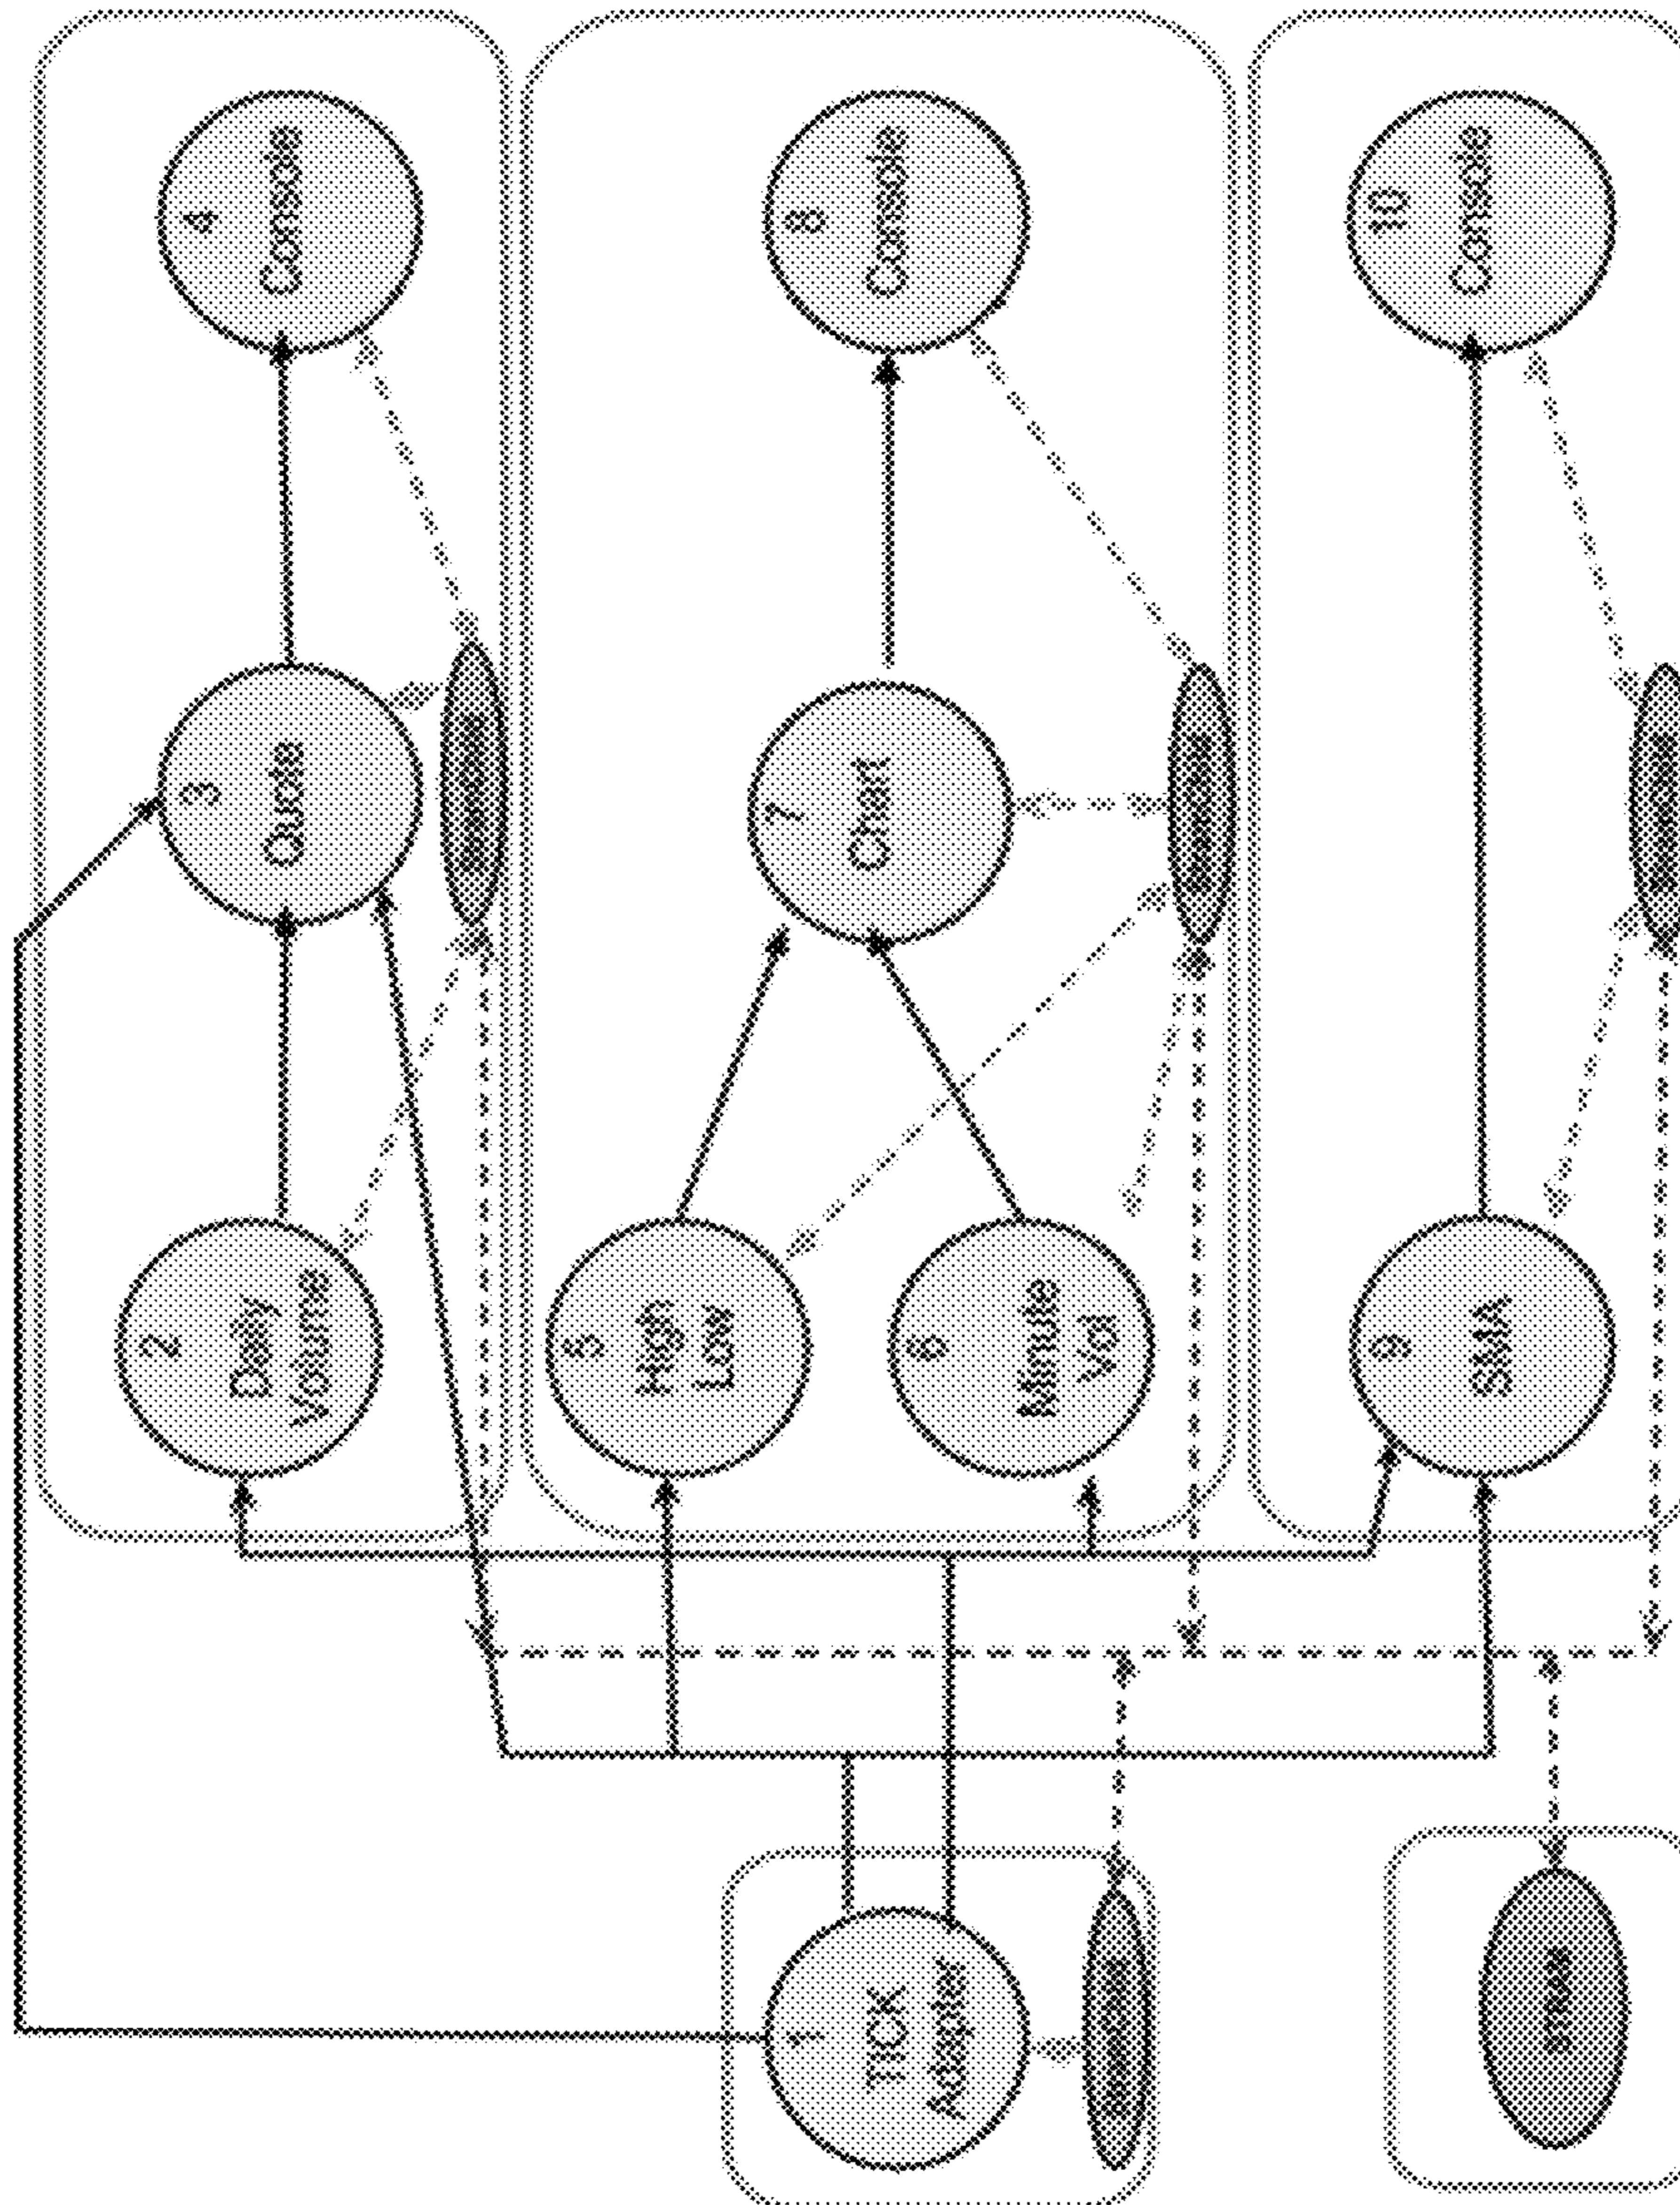 1
TICK
Adapter
2
Daily
Volume
3
Quote
4
Console
5
High
Low
6
Minute
Vol
7
Chart
8
Console
9
SMA
10
Console